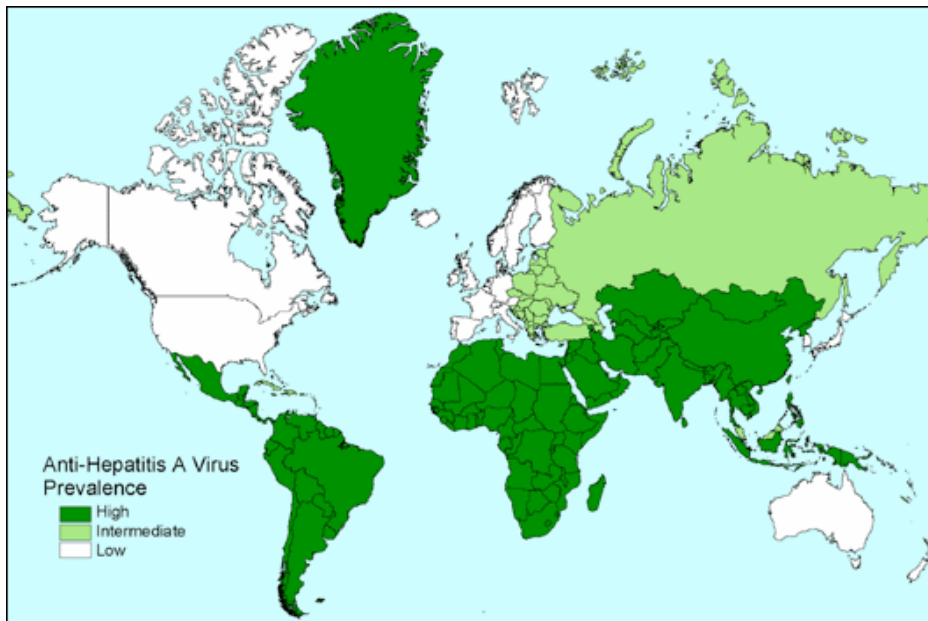 Anti-Hepatitis A Virus
Prevalence
High
Intermediate
Low